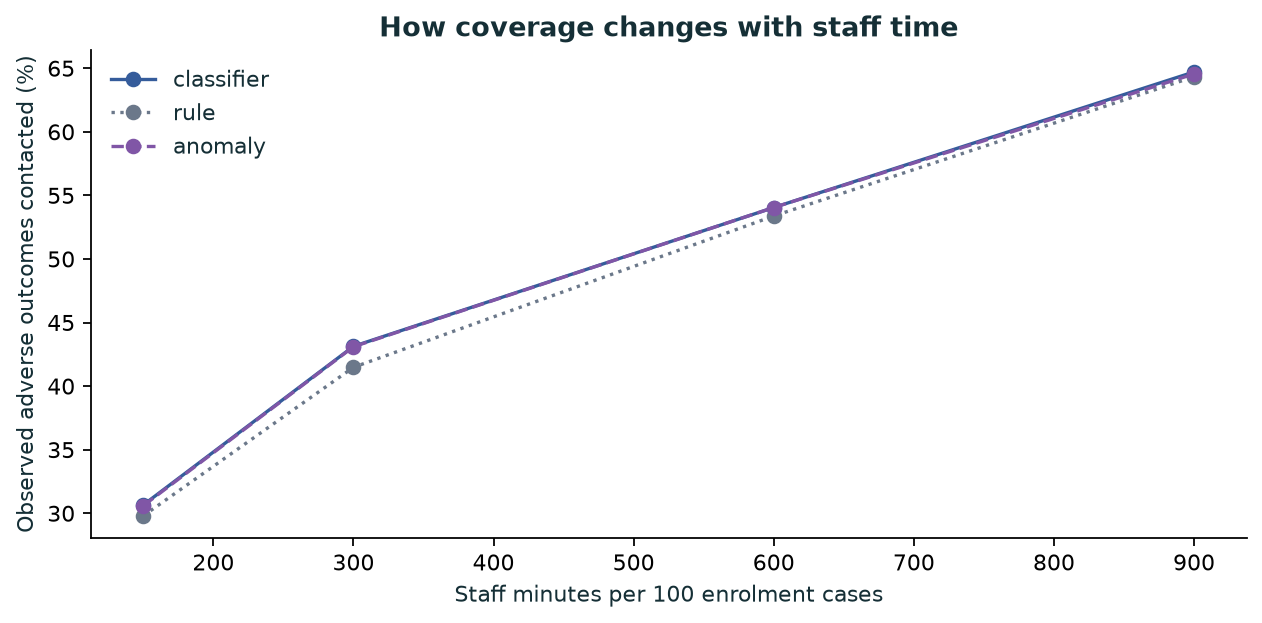 How coverage changes with staff time
Observed adverse outcomes contacted (%)
65
60
55
50
45
40
35
30
classifier
rule
anomaly
200
300
400
500
600
700
800
900
Staff minutes per 100 enrolment cases